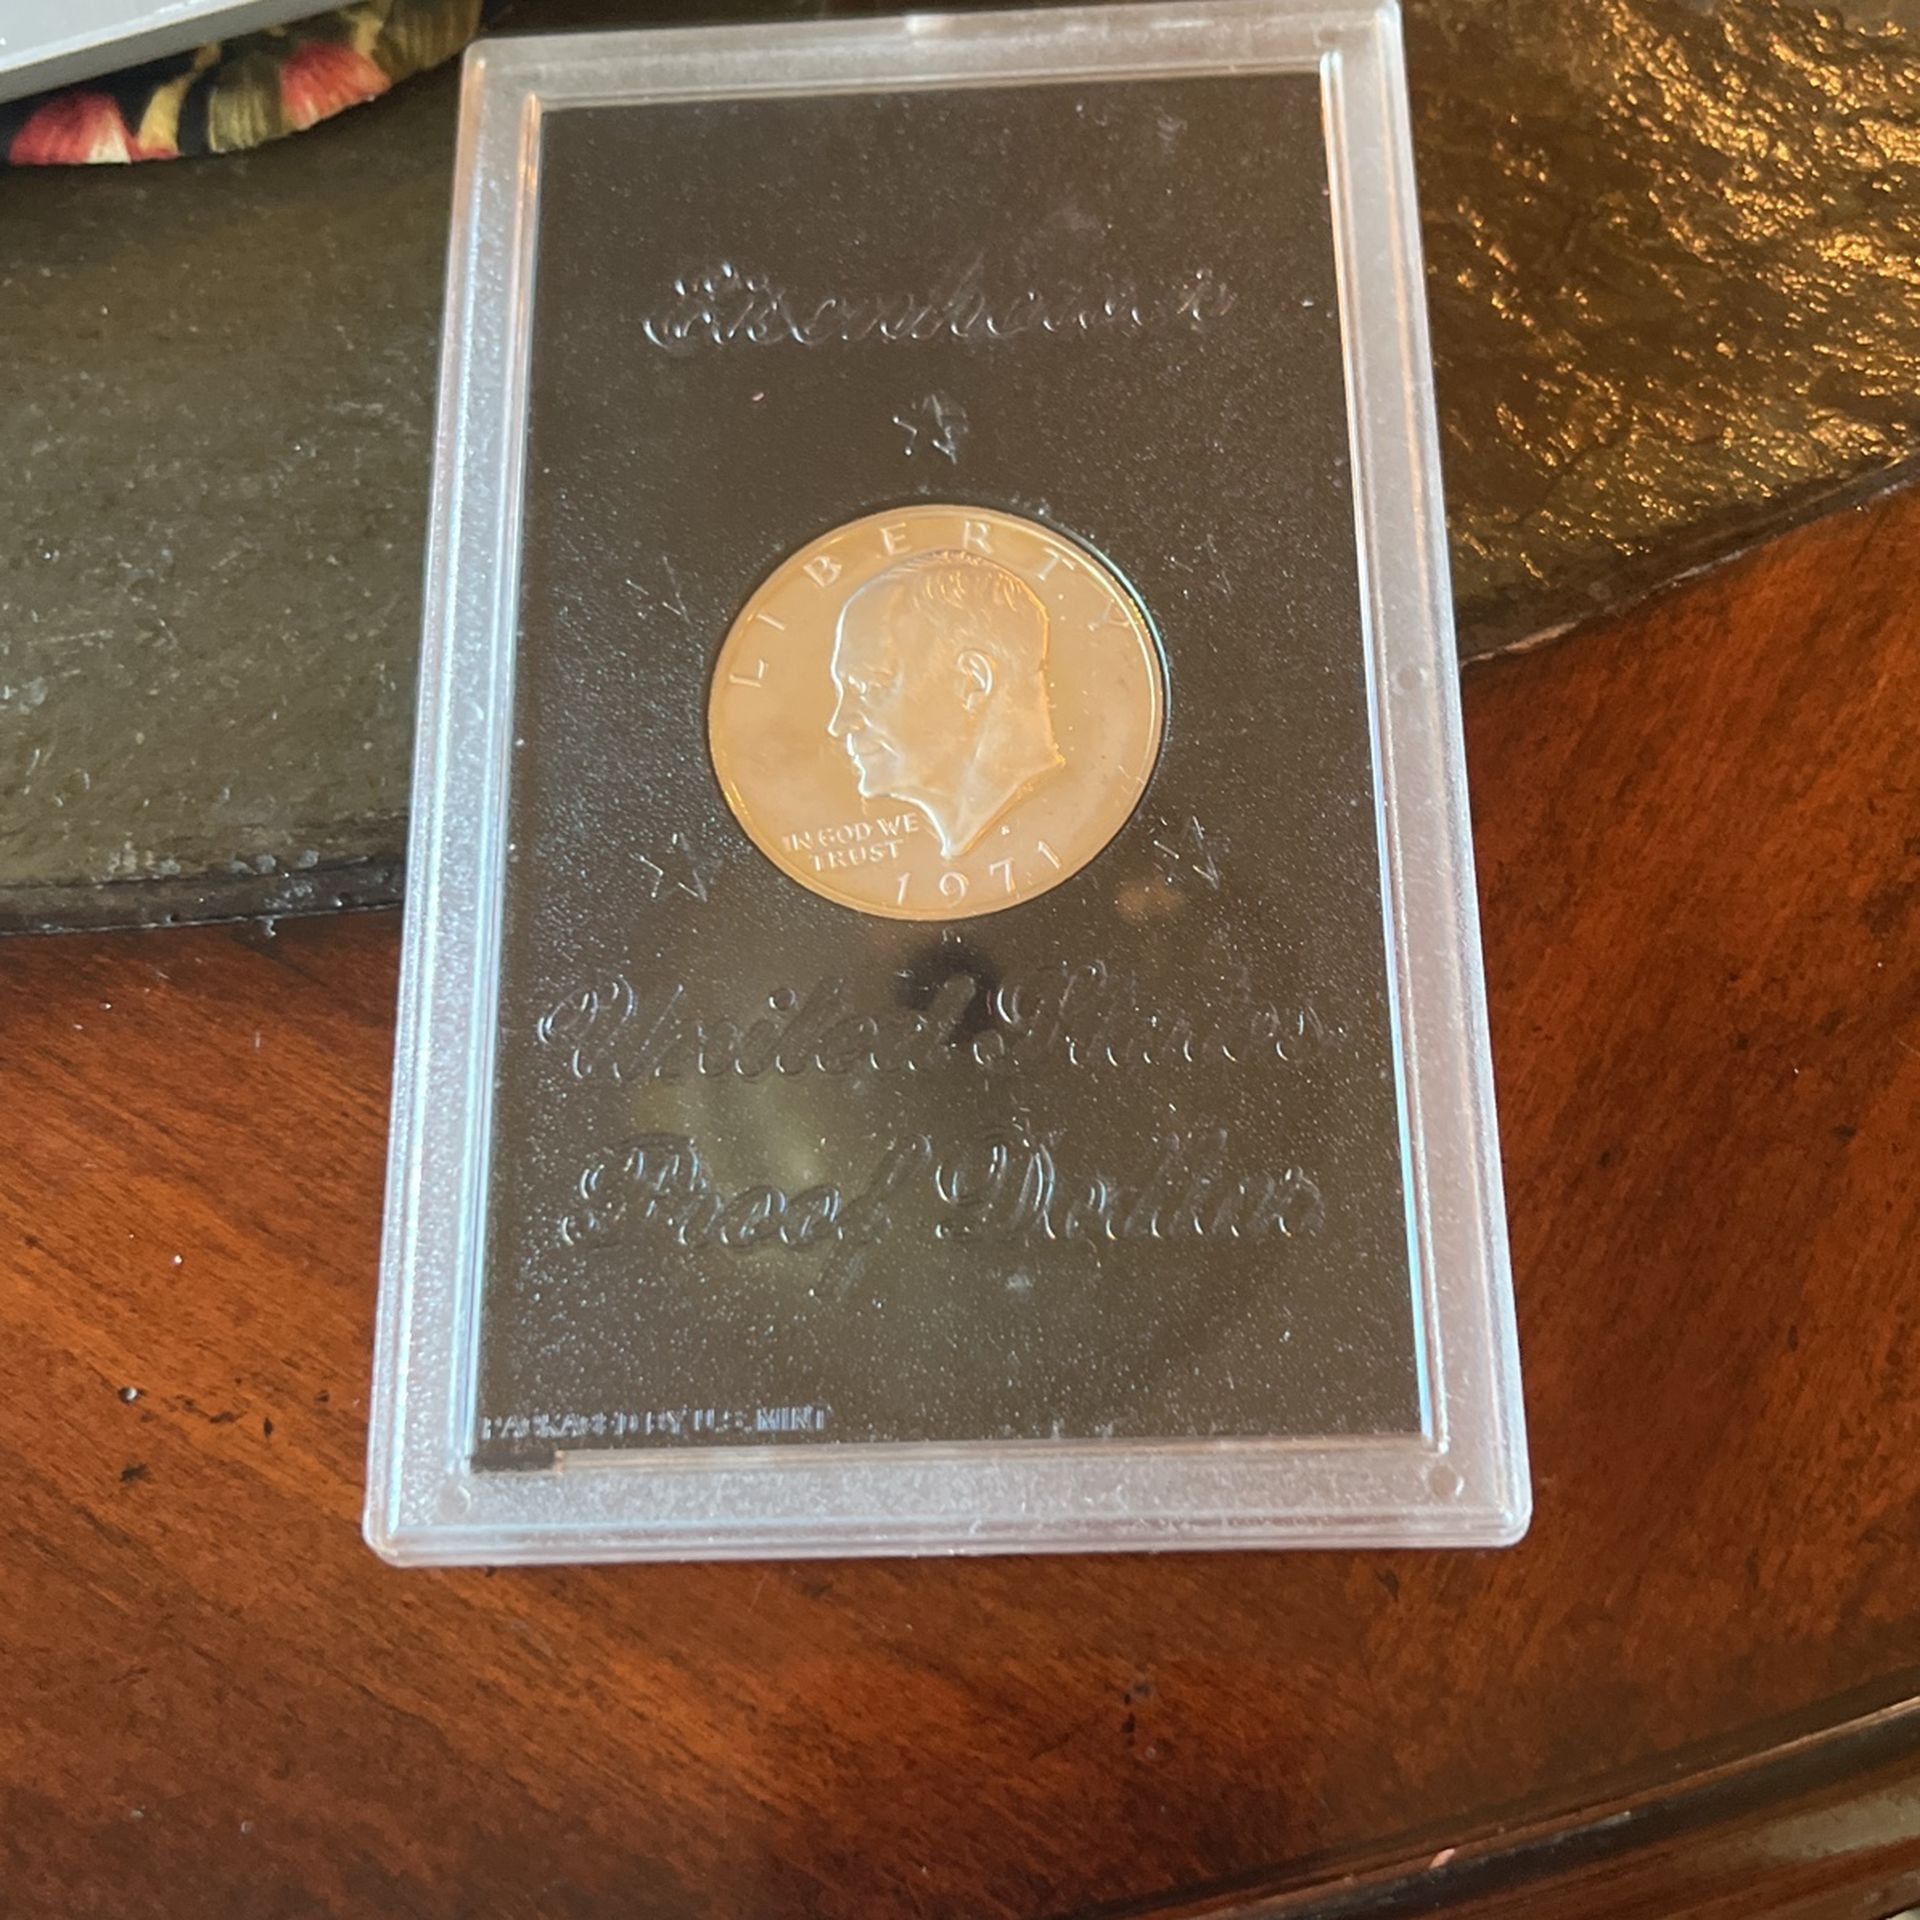 Eisenhower
LIBERTY
IN GOD WE
TRUST
S
1971
United States
Proof Dollar
PACKAGED BY U.S. MINT